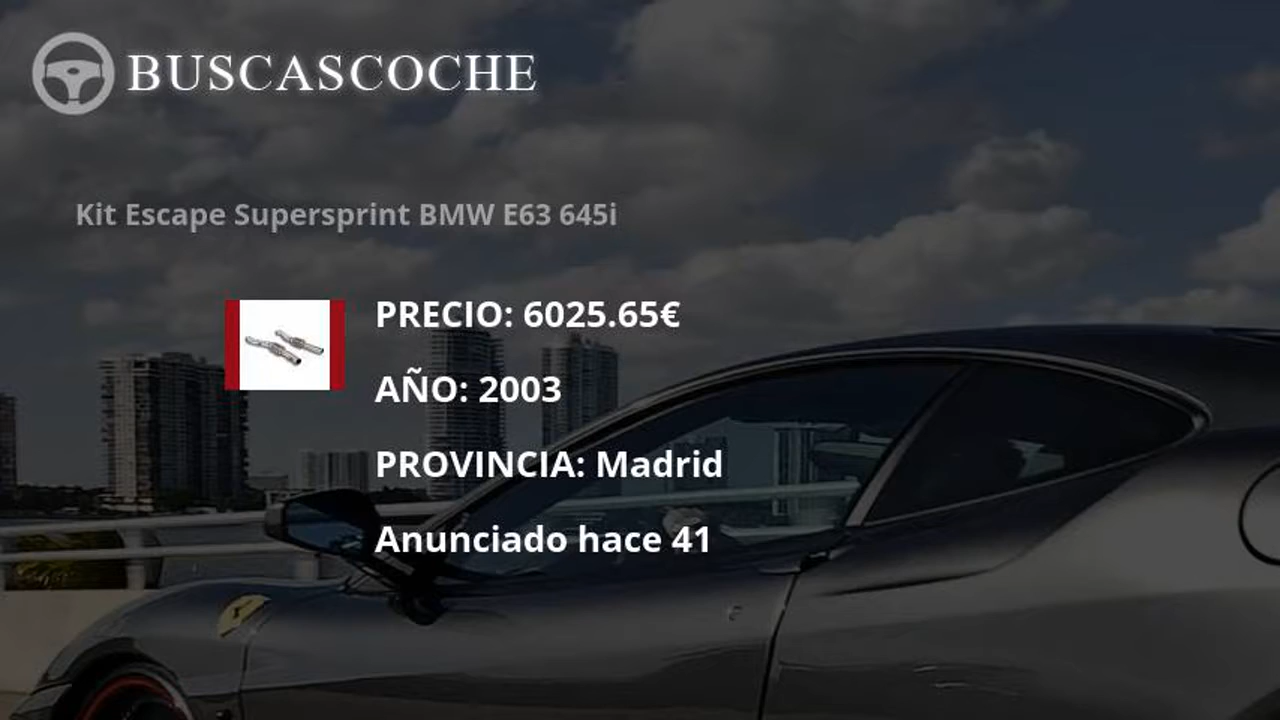 BUSCASCOCHE
Kit Escape Supersprint BMW E63 645i
PRECIO: 6025.65€
AÑO: 2003
PROVINCIA: Madrid
Anunciado hace 41